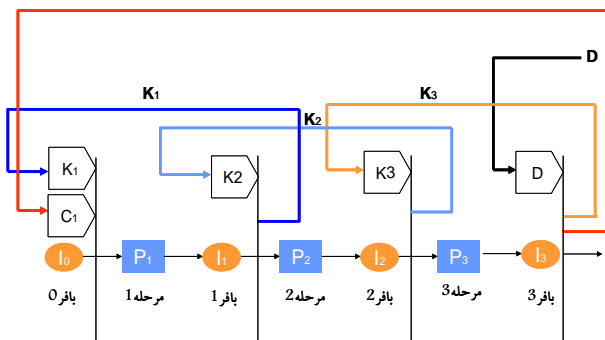 D
K₁
K₂
K₃
K₁
K2
K3
D
C₁
I₀
P₁
I₁
P₂
I₂
P₃
I₃
بافر0
مرحله1
بافر1
مرحله2
بافر2
مرحله3
بافر3